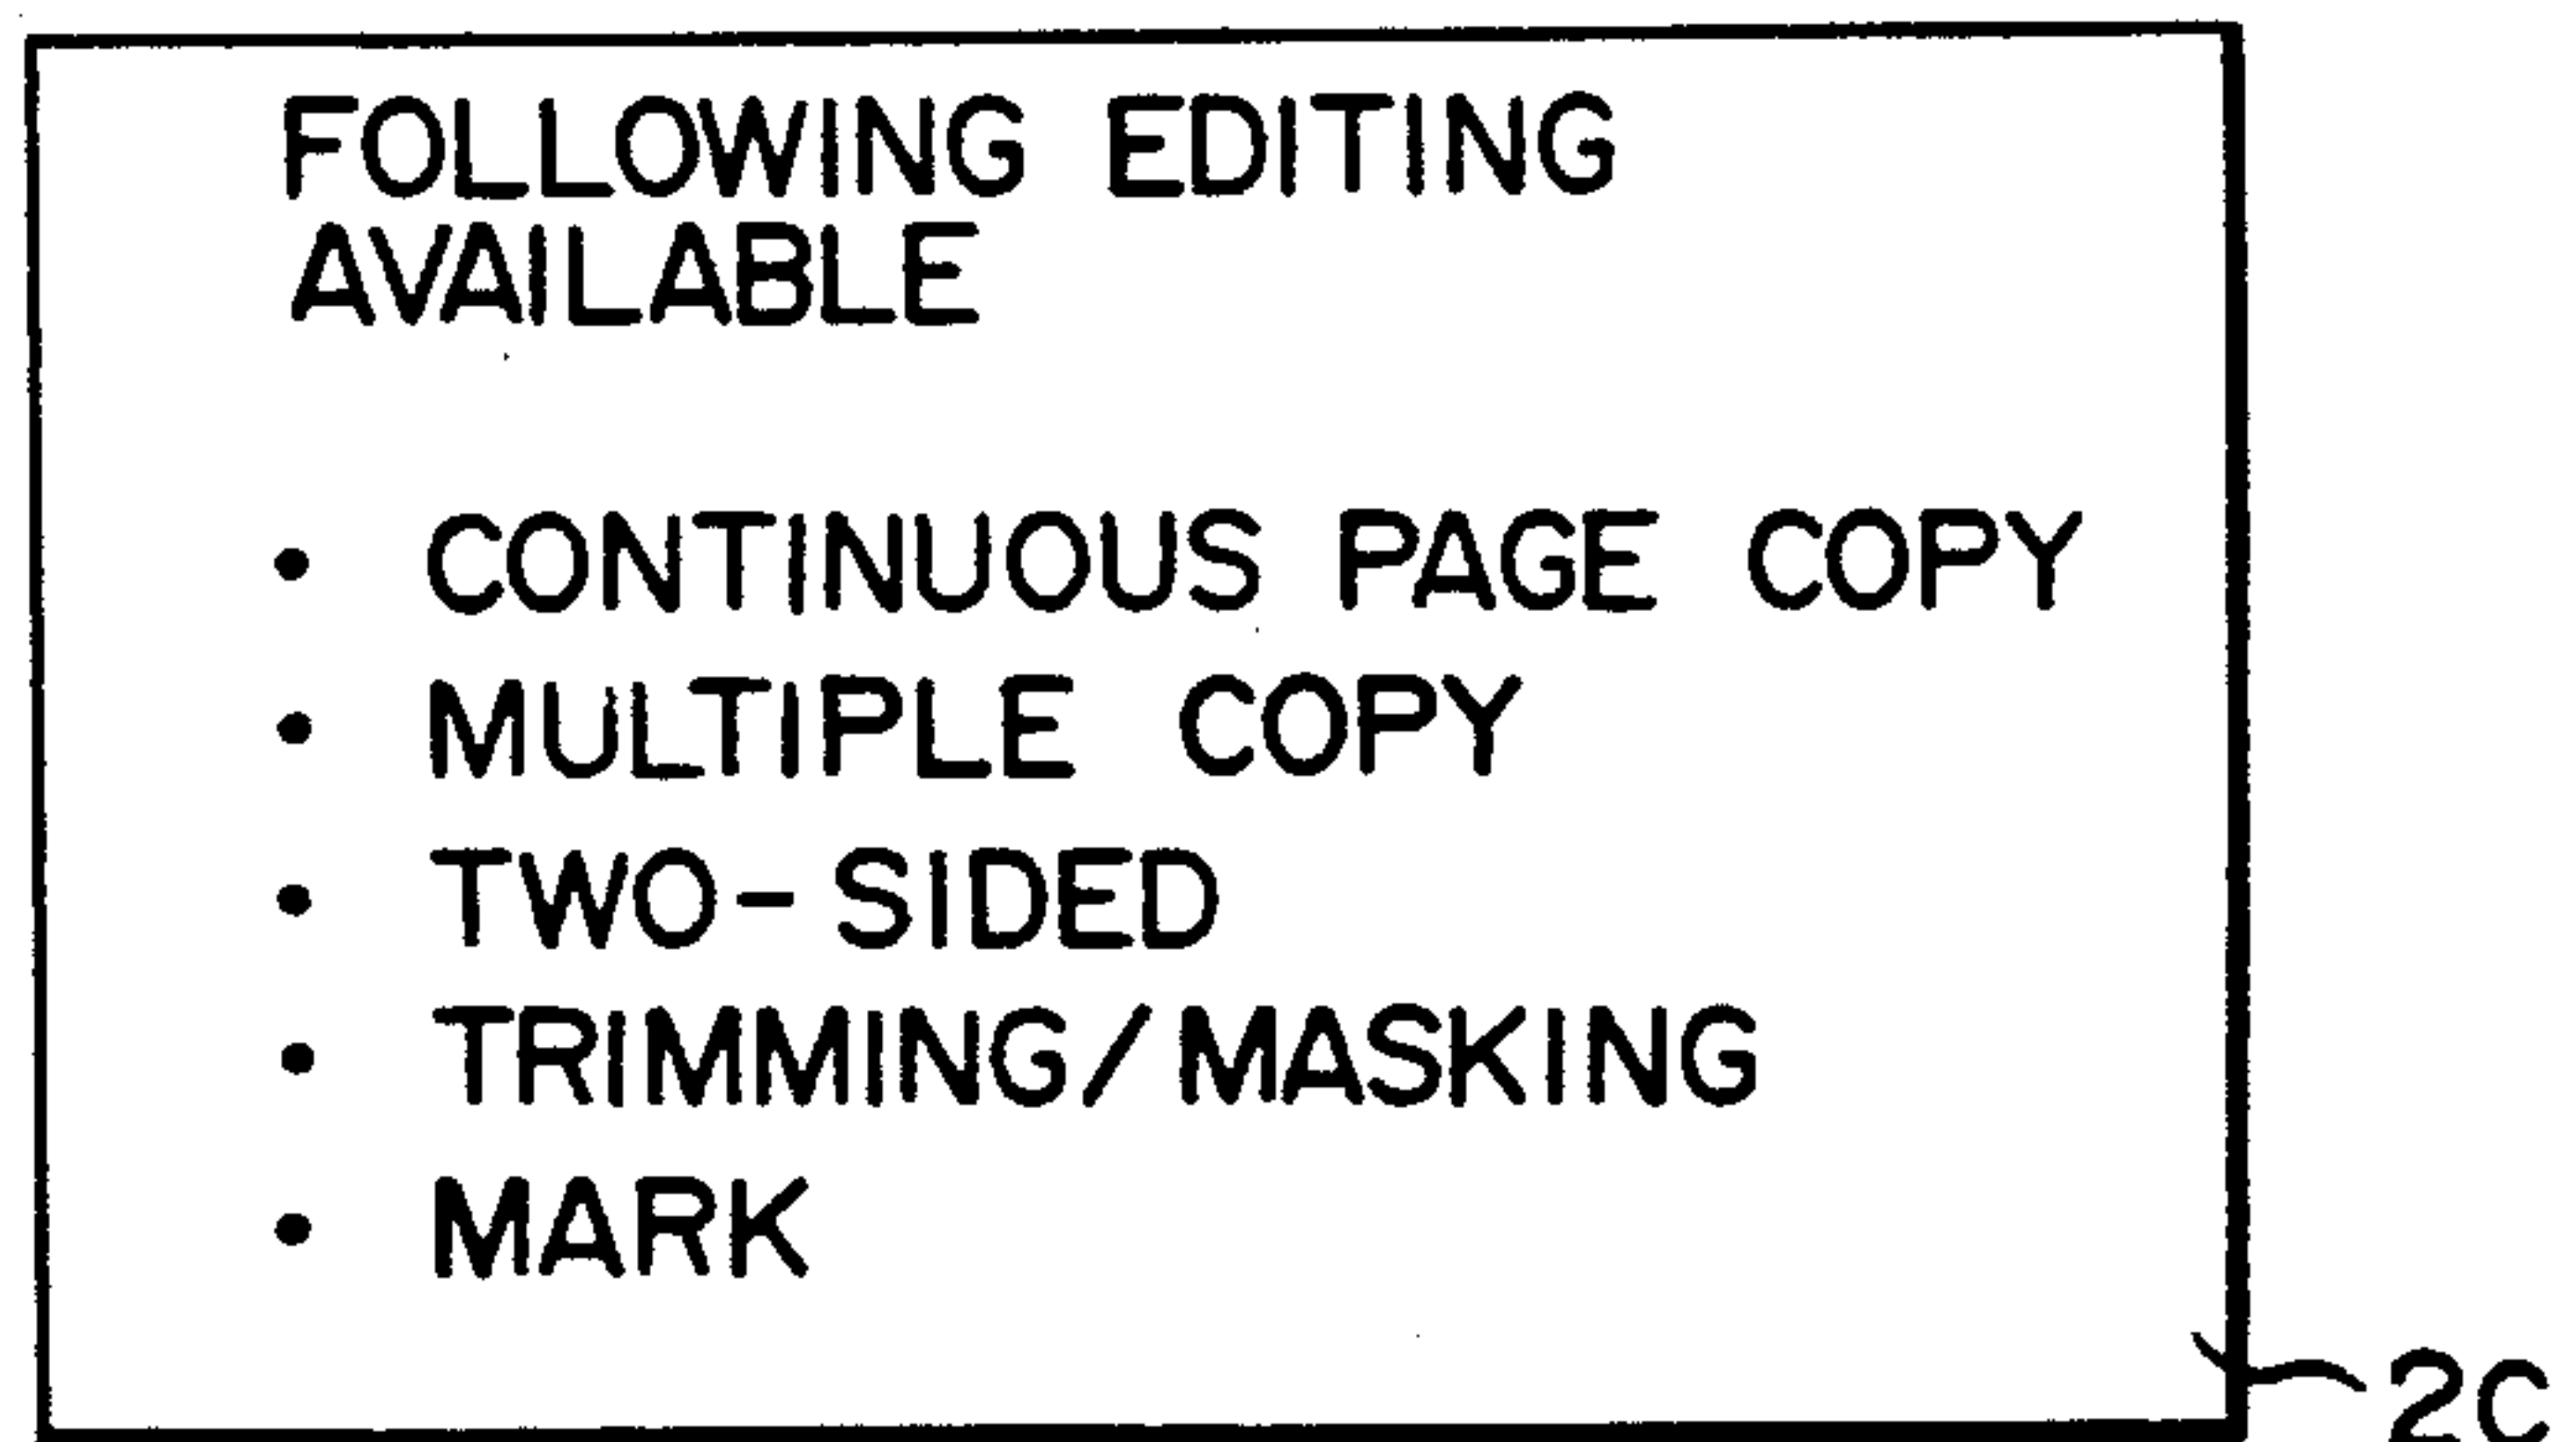 FOLLOWING EDITING
AVAILABLE
• CONTINUOUS PAGE COPY
• MULTIPLE COPY
• TWO-SIDED
• TRIMMING/MASKING
• MARK
2C